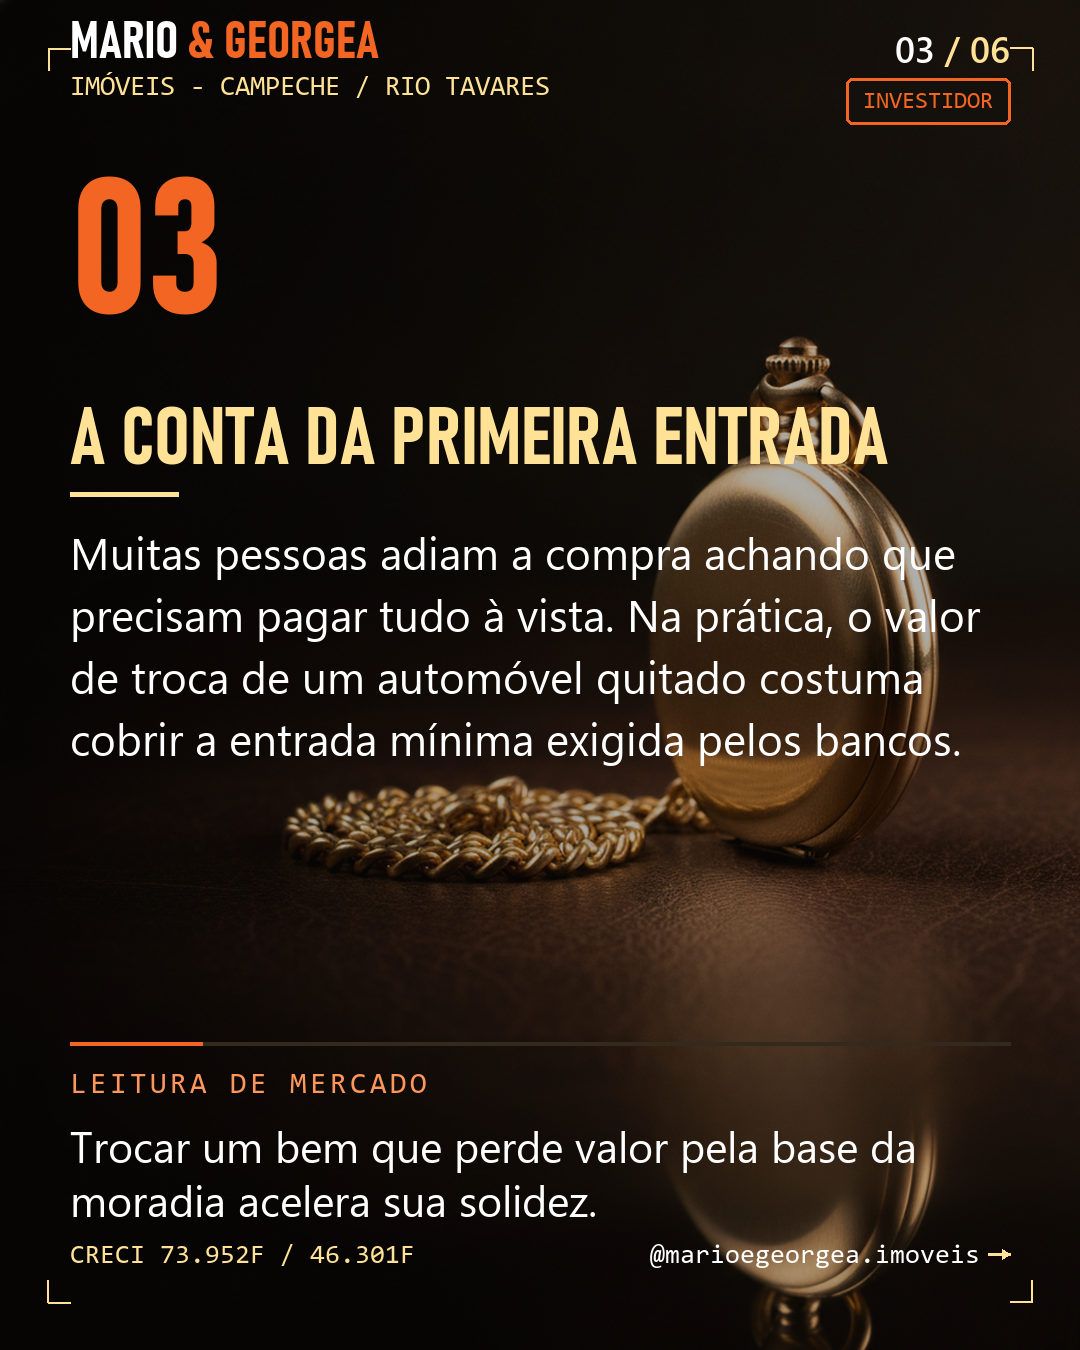 MARIO & GEORGEA
IMÓVEIS - CAMPECHE / RIO TAVARES
03 / 06
INVESTIDOR
03
A CONTA DA PRIMEIRA ENTRADA
Muitas pessoas adiam a compra achando que
precisam pagar tudo à vista. Na prática, o valor
de troca de um automóvel quitado costuma
cobrir a entrada mínima exigida pelos bancos.
LEITURA DE MERCADO
Trocar um bem que perde valor pela base da
moradia acelera sua solidez.
CRECI 73.952F / 46.301F
@marioegeorgea.imoveis